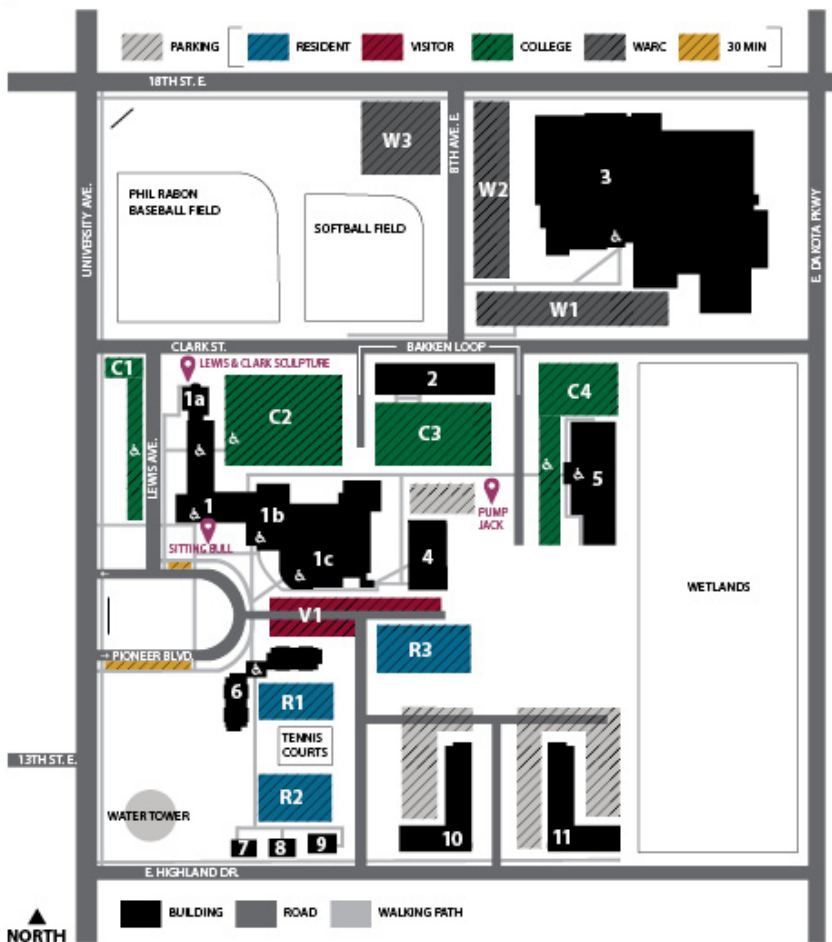 PARKING
RESIDENT
VISITOR
COLLEGE
WARC
30 MIN
18TH ST. E.
W3
8TH AVE. E.
W2
3
UNIVERSITY AVE.
PHIL RABON
BASEBALL FIELD
SOFTBALL FIELD
E. DAKOTA PKWY
W1
CLARK ST.
BAKKEN LOOP
C1
LEWIS & CLARK SCULPTURE
1a
C2
2
C3
C4
LEWIS AVE.
1
1b
PUMP
JACK
5
SITTING BULL
1c
4
←
WETLANDS
V1
→ PIONEER BLVD.
R3
6
R1
TENNIS
COURTS
13TH ST. E.
R2
WATER TOWER
7
8
9
10
11
E. HIGHLAND DR.
▲
NORTH
BUILDING
ROAD
WALKING PATH